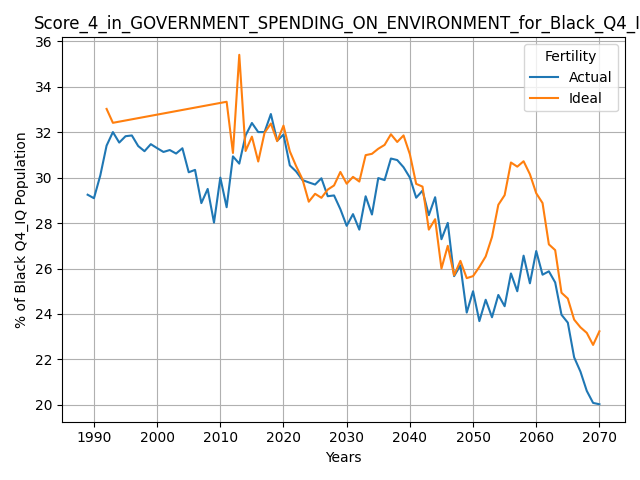 Score_4_in_GOVERNMENT_SPENDING_ON_ENVIRONMENT_for_Black_Q4_I
36
34
32
30
28
26
24
22
20
% of Black Q4_IQ Population
Fertility
Actual
Ideal
1990 2000 2010 2020 2030 2040 2050 2060 2070
Years